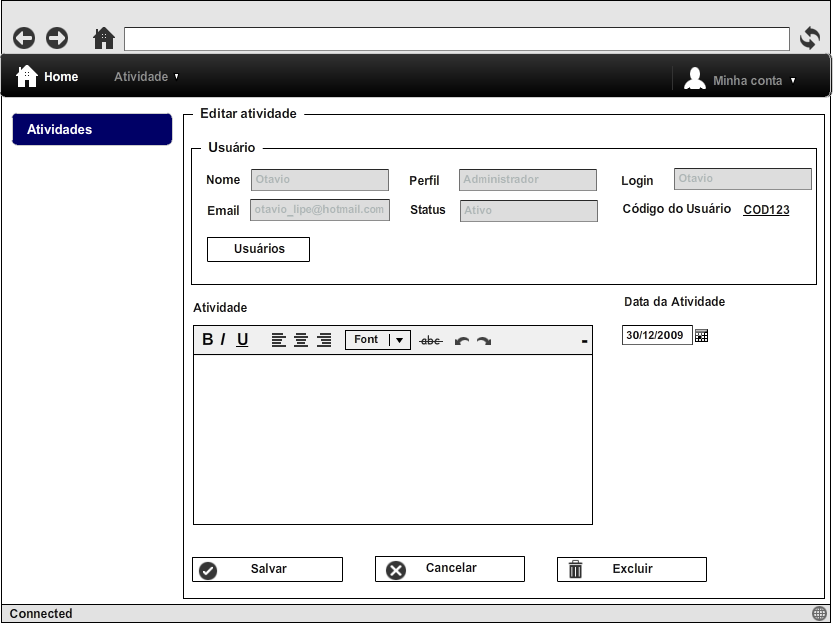 Home Atividade Minha conta
Atividades
Editar atividade
Usuário
Nome Otavio Perfil Administrador Login Otavio
Email otavio_lipe@hotmail.com Status Ativo Código do Usuário COD123
Usuários
Atividade Data da Atividade
B I U Font abc 30/12/2009
Salvar Cancelar Excluir
Connected